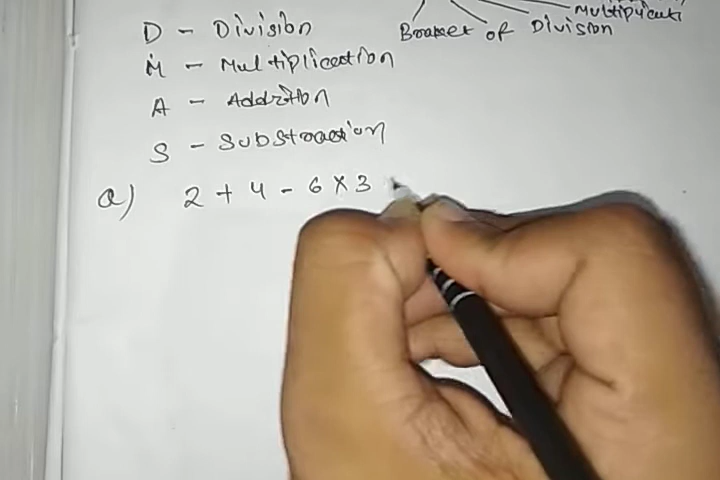 Multiplicati
D - Division Bracket of Division
M - Multiplication
A - Addition
S - Substraction
a) 2 + 4 - 6 × 3